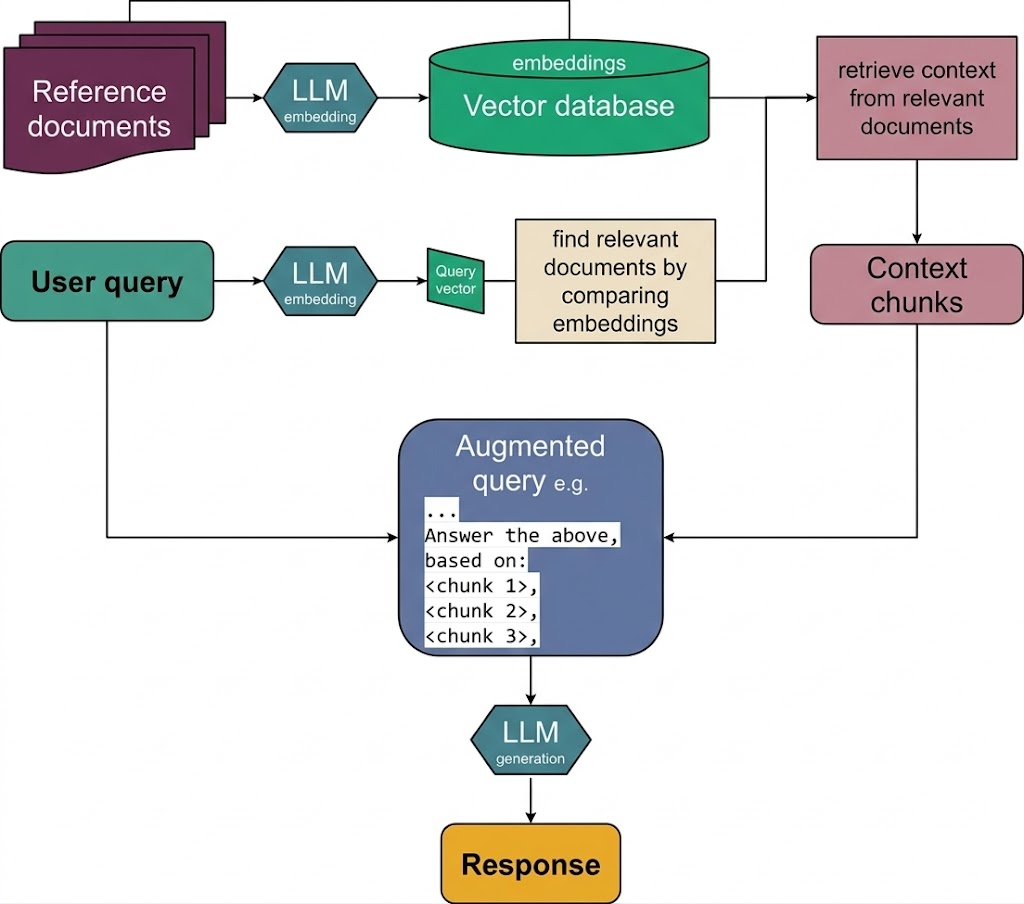 Reference
documents
LLM
embedding
embeddings
Vector database
retrieve context
from relevant
documents
User query
LLM
embedding
Query
vector
find relevant
documents by
comparing
embeddings
Context
chunks
Augmented
query e.g.
...
Answer the above,
based on:
<chunk 1>,
<chunk 2>,
<chunk 3>,
LLM
generation
Response